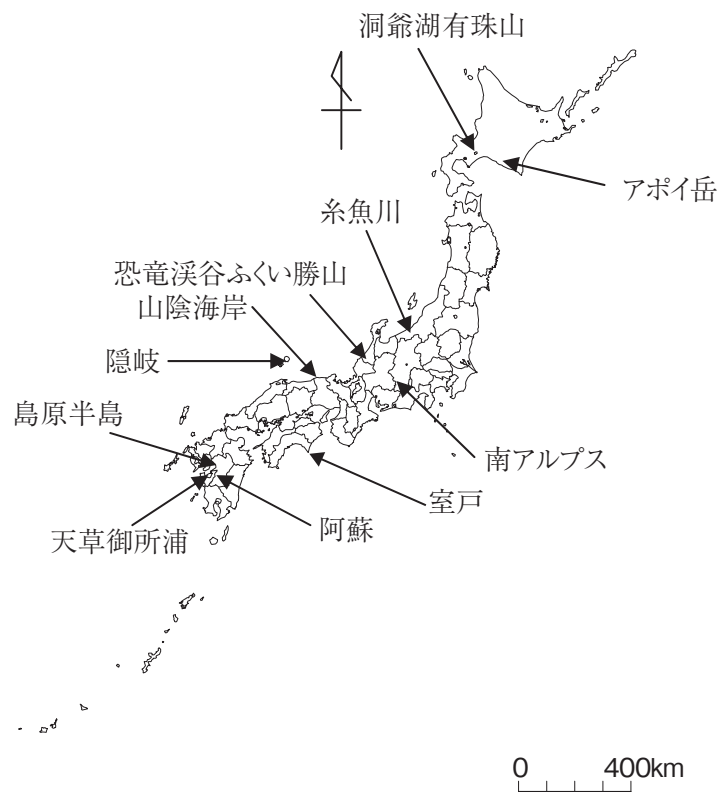 洞爺湖有珠山
アポイ岳
糸魚川
恐竜渓谷ふくい勝山
山陰海岸
隠岐
島原半島
南アルプス
室戸
阿蘇
天草御所浦
0 400km